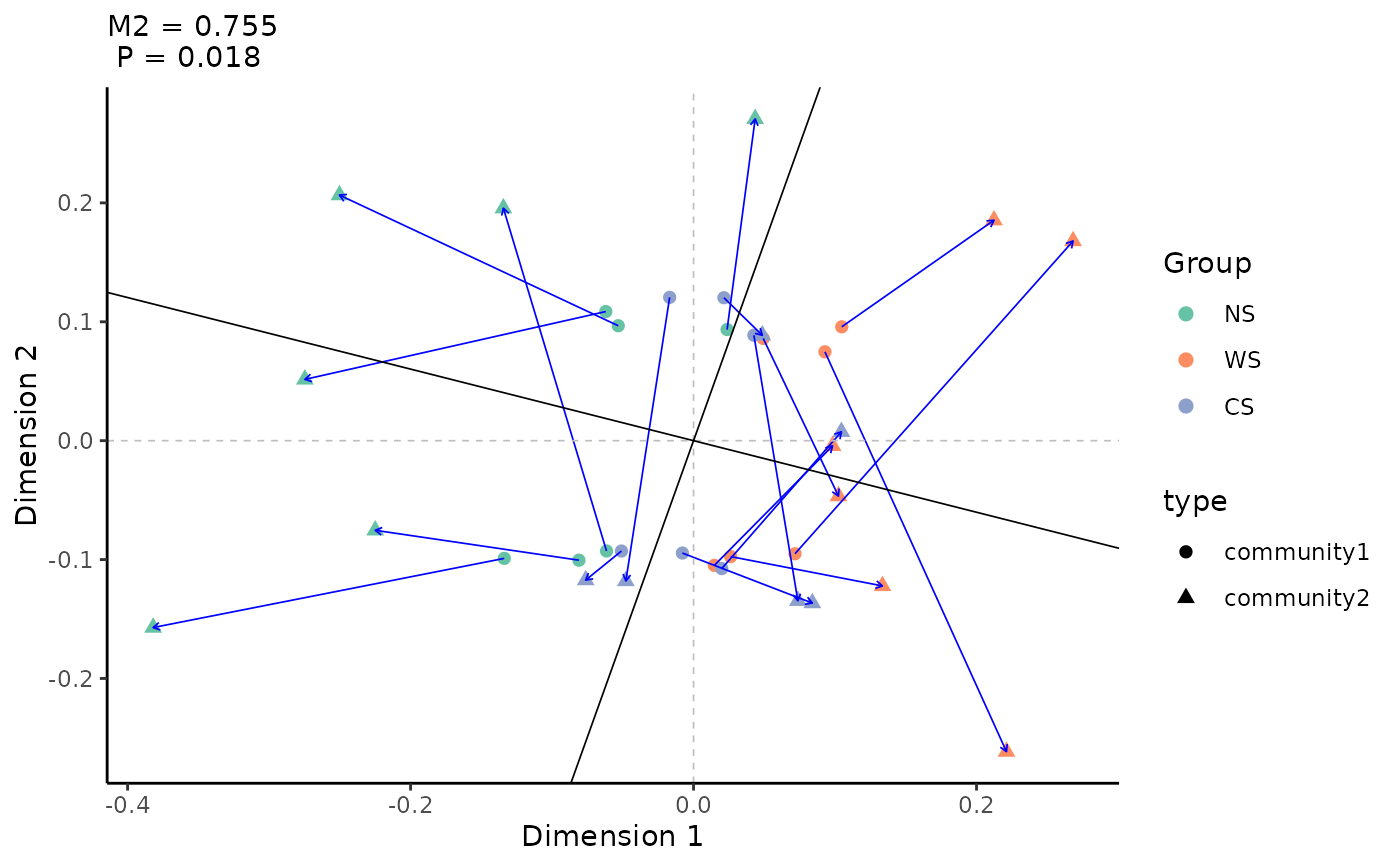 M2 = 0.755
P = 0.018
Dimension 2
0.2
0.1
0.0
-0.1
-0.2
-0.4
-0.2
0.0
0.2
Dimension 1
Group
NS
WS
CS
type
community1
community2